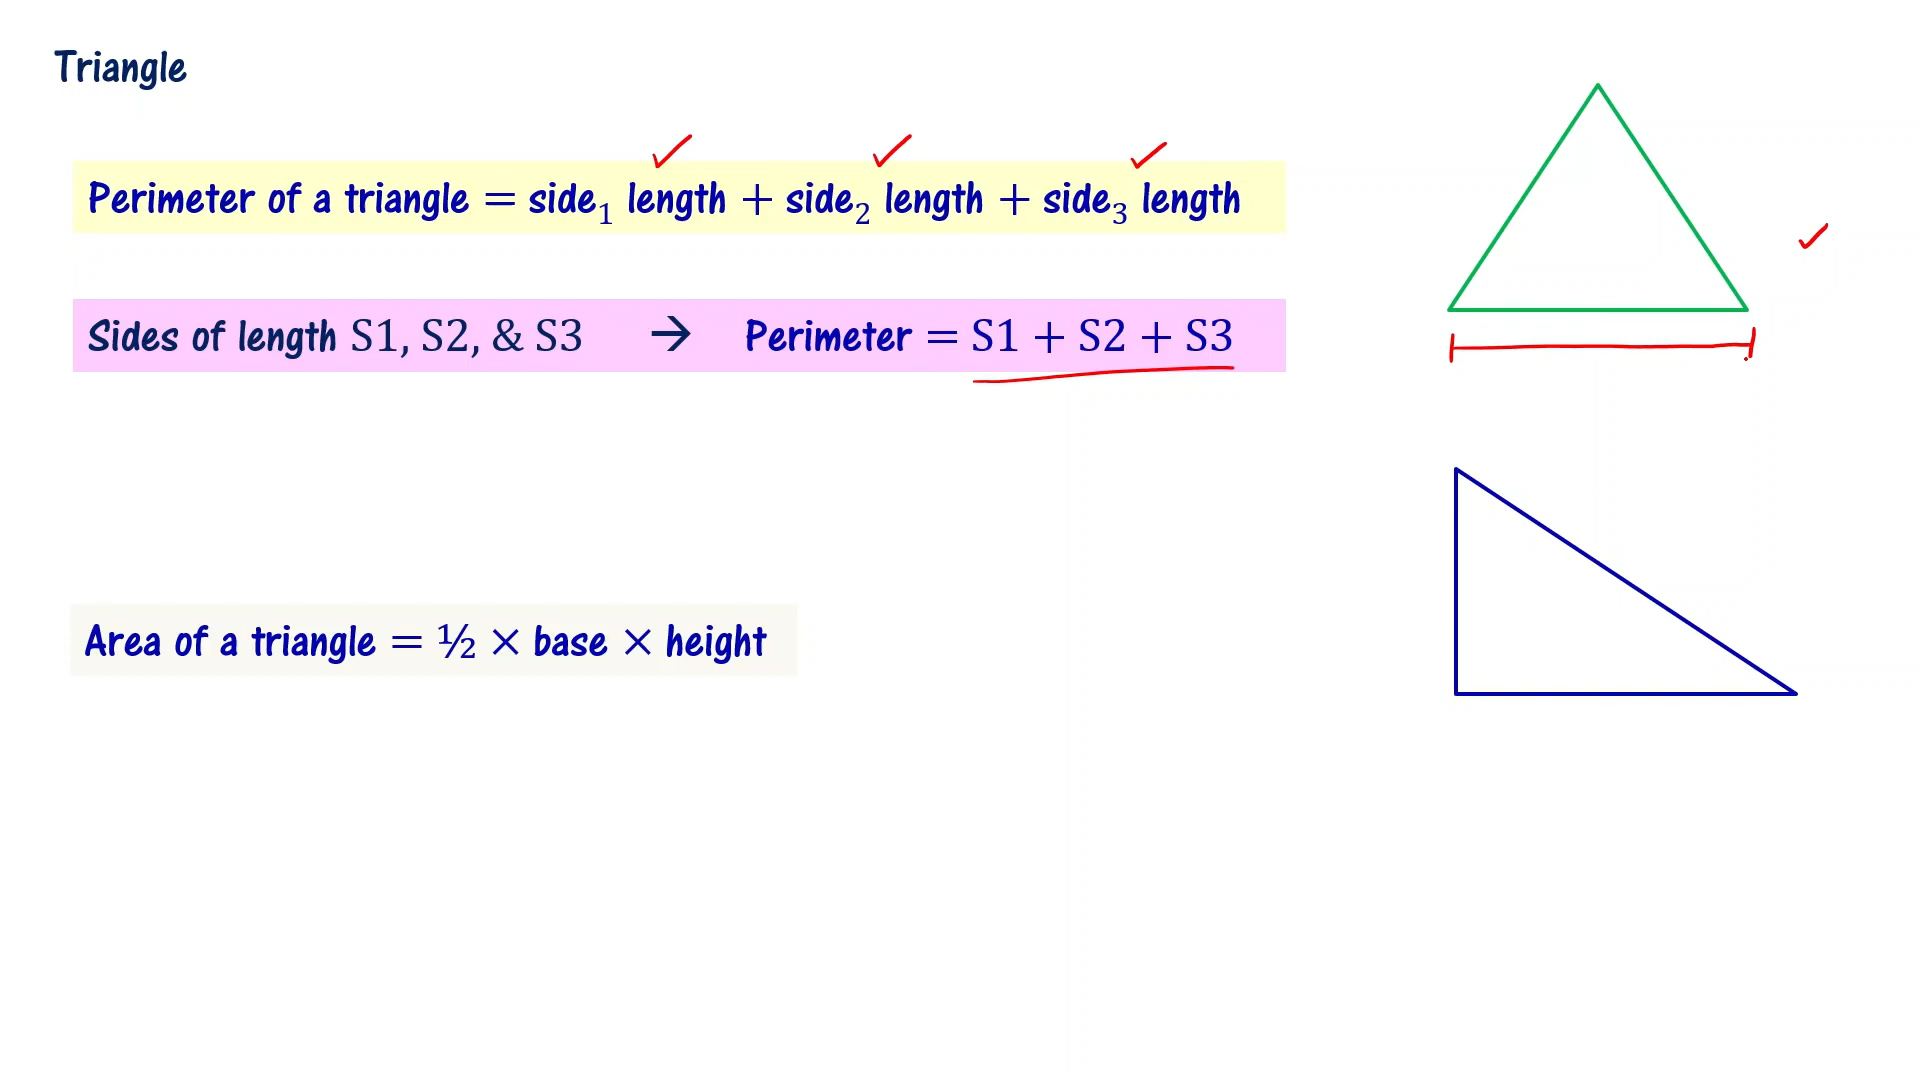 Triangle
Perimeter of a triangle = side₁ length + side₂ length + side₃ length
Sides of length S1, S2, & S3 → Perimeter = S1 + S2 + S3
Area of a triangle = ½ × base × height